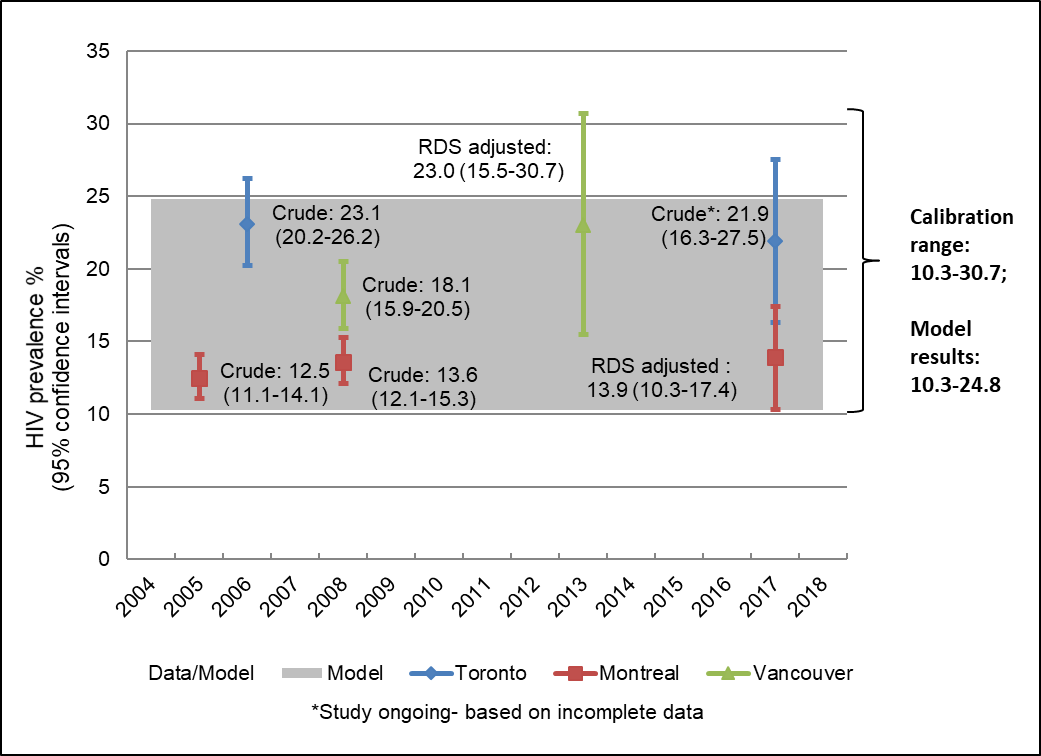 35
30
25
20
15
10
5
0
HIV prevalence %
(95% confidence intervals)
RDS adjusted:
23.0 (15.5-30.7)
Crude: 23.1
(20.2-26.2)
Crude*: 21.9
(16.3-27.5)
Crude: 18.1
(15.9-20.5)
Crude: 12.5
(11.1-14.1)
Crude: 13.6
(12.1-15.3)
RDS adjusted :
13.9 (10.3-17.4)
Calibration
range:
10.3-30.7;
Model
results:
10.3-24.8
2004 2005 2006 2007 2008 2009 2010 2011 2012 2013 2014 2015 2016 2017 2018
Data/Model Model Toronto Montreal Vancouver
*Study ongoing- based on incomplete data